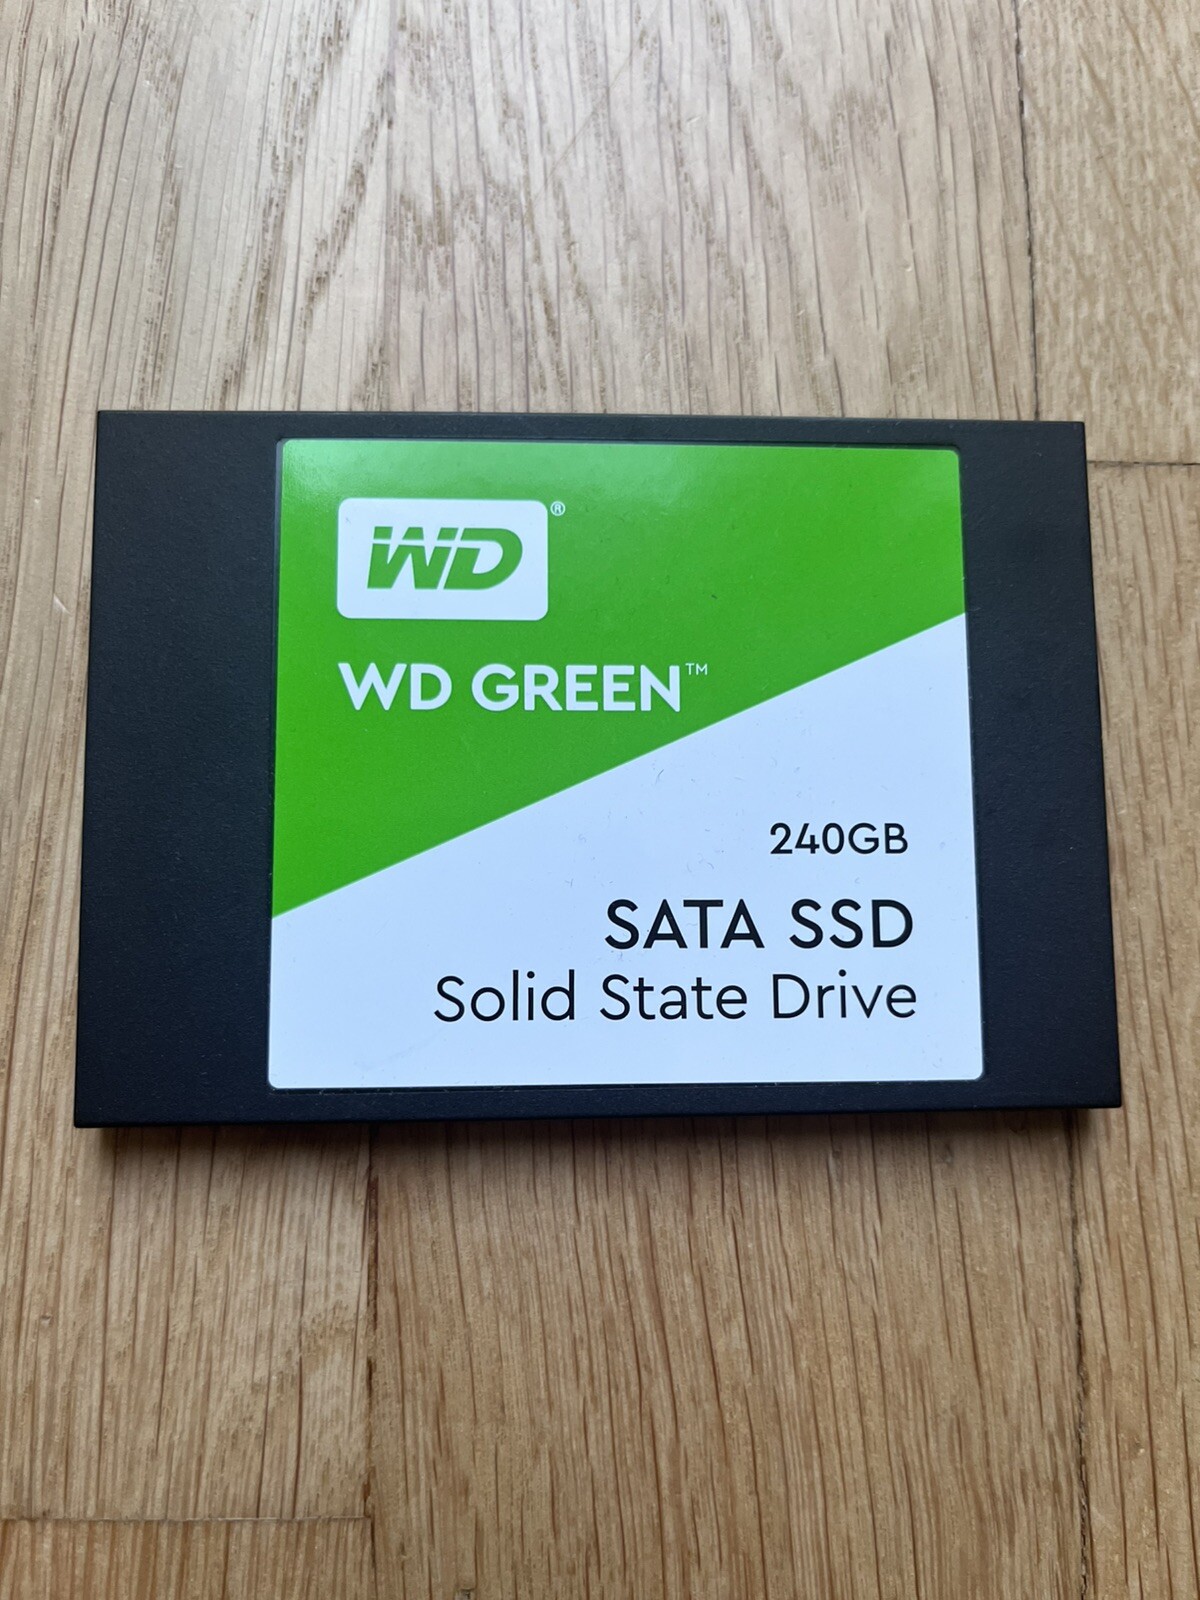 WD®
WD GREEN™
240GB
SATA SSD
Solid State Drive